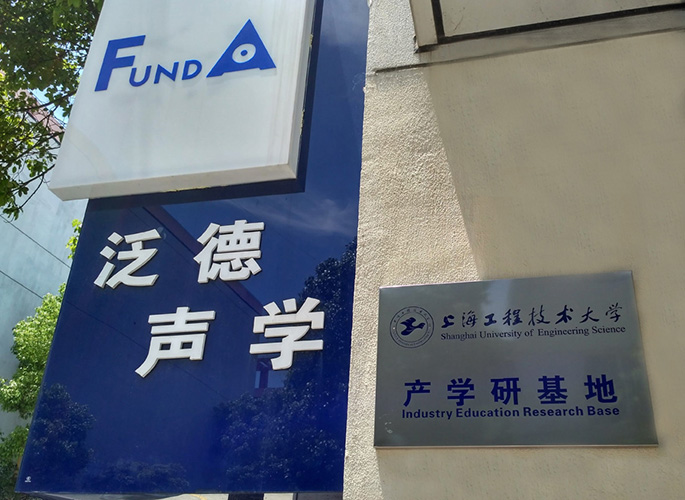 FUNDA
泛德
声学
上海工程技术大学
Shanghai University of Engineering Science
产学研基地
Industry Education Research Base